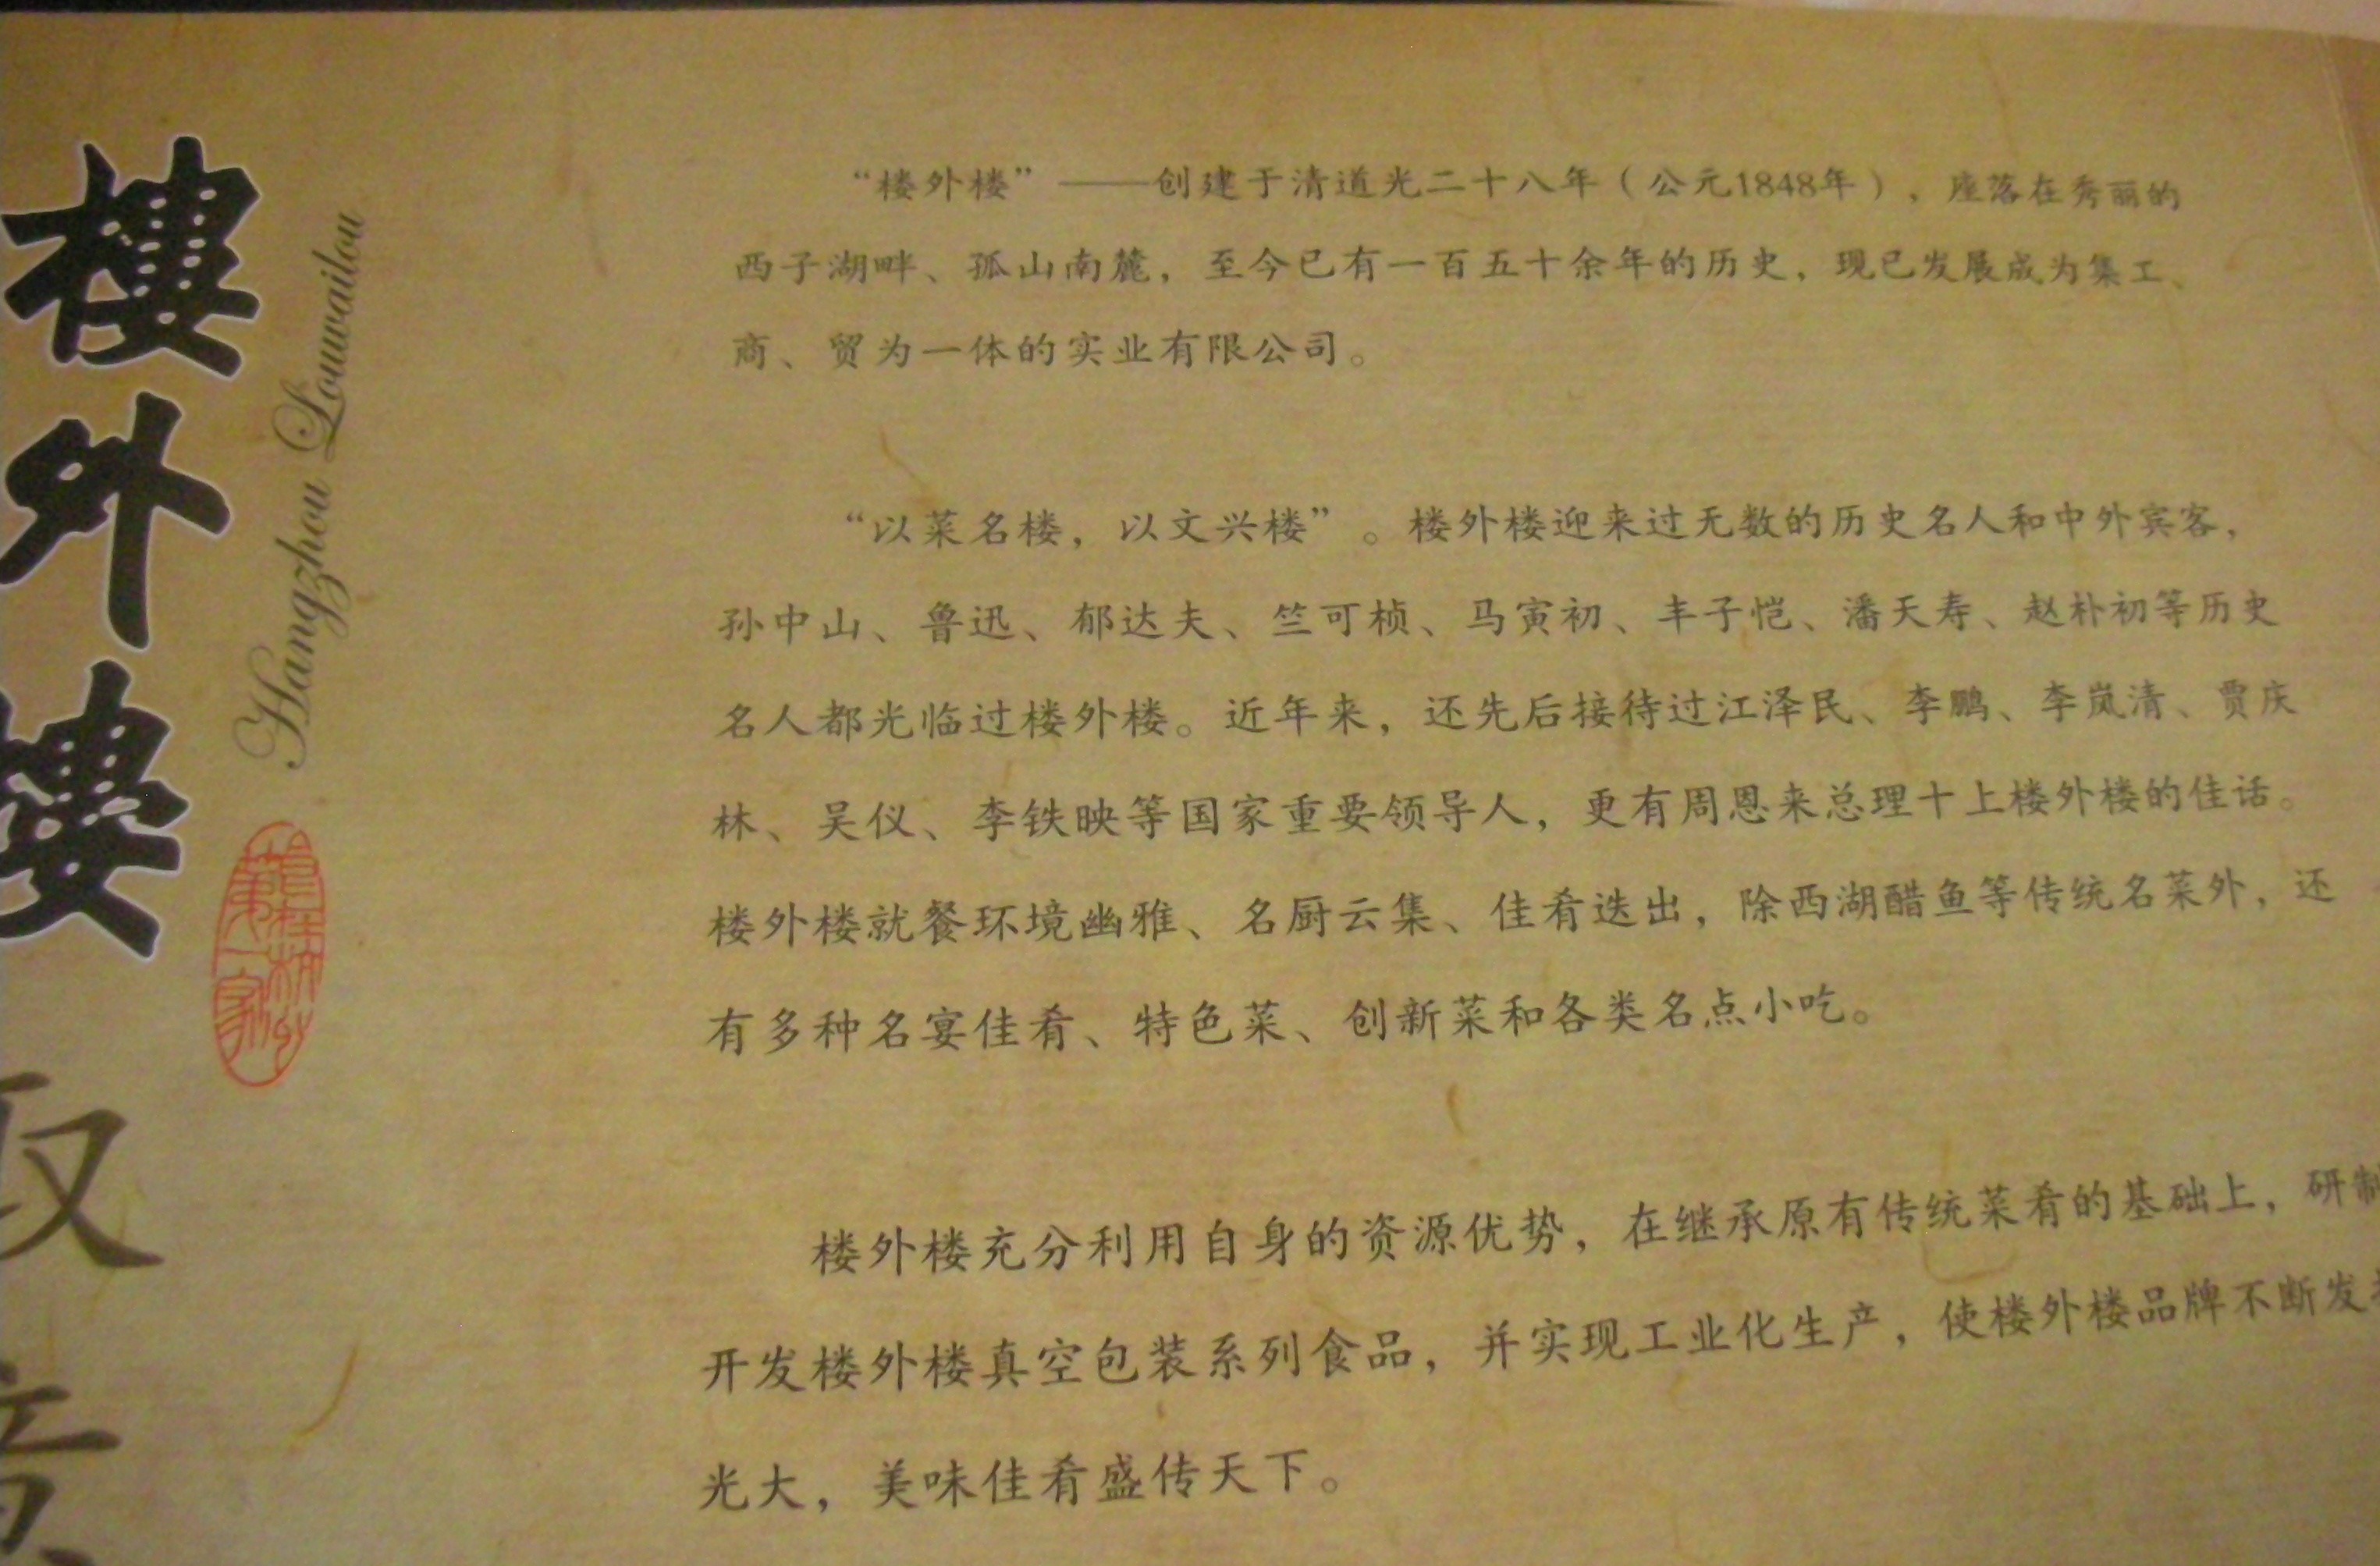 樓外樓
Hangzhou Louwailou
“楼外楼”——创建于清道光二十八年（公元1848年），座落在秀丽的
西子湖畔、孤山南麓，至今已有一百五十余年的历史，现已发展成为集工、
商、贸为一体的实业有限公司。
“以菜名楼，以文兴楼”。楼外楼迎来过无数的历史名人和中外宾客，
孙中山、鲁迅、郁达夫、竺可桢、马寅初、丰子恺、潘天寿、赵朴初等历史
名人都光临过楼外楼。近年来，还先后接待过江泽民、李鹏、李岚清、贾庆
林、吴仪、李铁映等国家重要领导人，更有周恩来总理十上楼外楼的佳话。
楼外楼就餐环境幽雅、名厨云集、佳肴迭出，除西湖醋鱼等传统名菜外，还
有多种名宴佳肴、特色菜、创新菜和各类名点小吃。
楼外楼充分利用自身的资源优势，在继承原有传统菜肴的基础上，研制
开发楼外楼真空包装系列食品，并实现工业化生产，使楼外楼品牌不断发
光大，美味佳肴盛传天下。